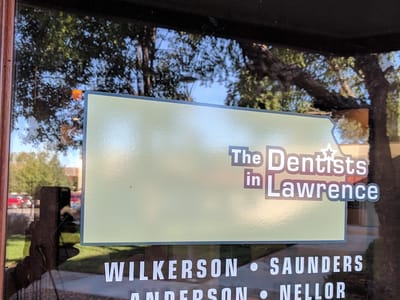 The Dentists
in Lawrence
WILKERSON • SAUNDERS
ANDERSON • NELLOR